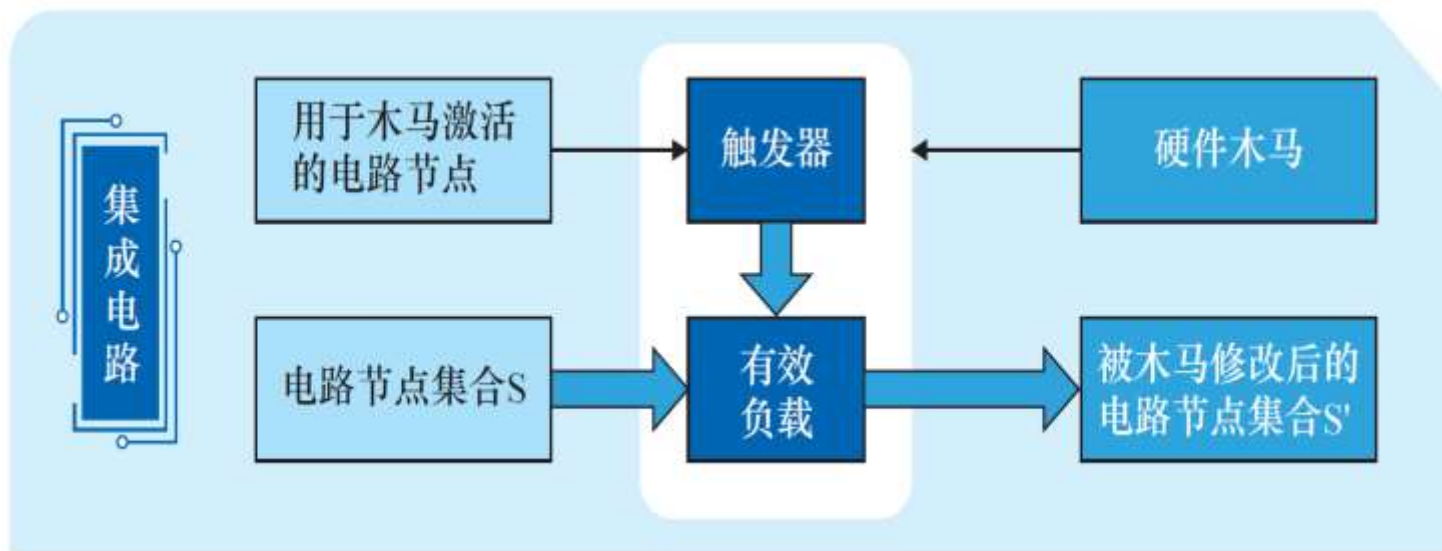 集成电路
用于木马激活
的电路节点
触发器
硬件木马
电路节点集合S
有效
负载
被木马修改后的
电路节点集合S'